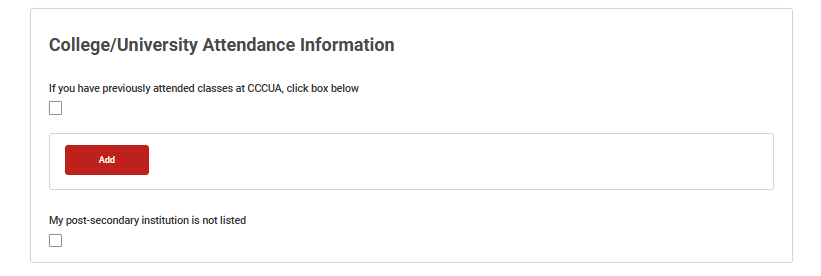 College/University Attendance Information
If you have previously attended classes at CCCUA, click box below
Add
My post-secondary institution is not listed